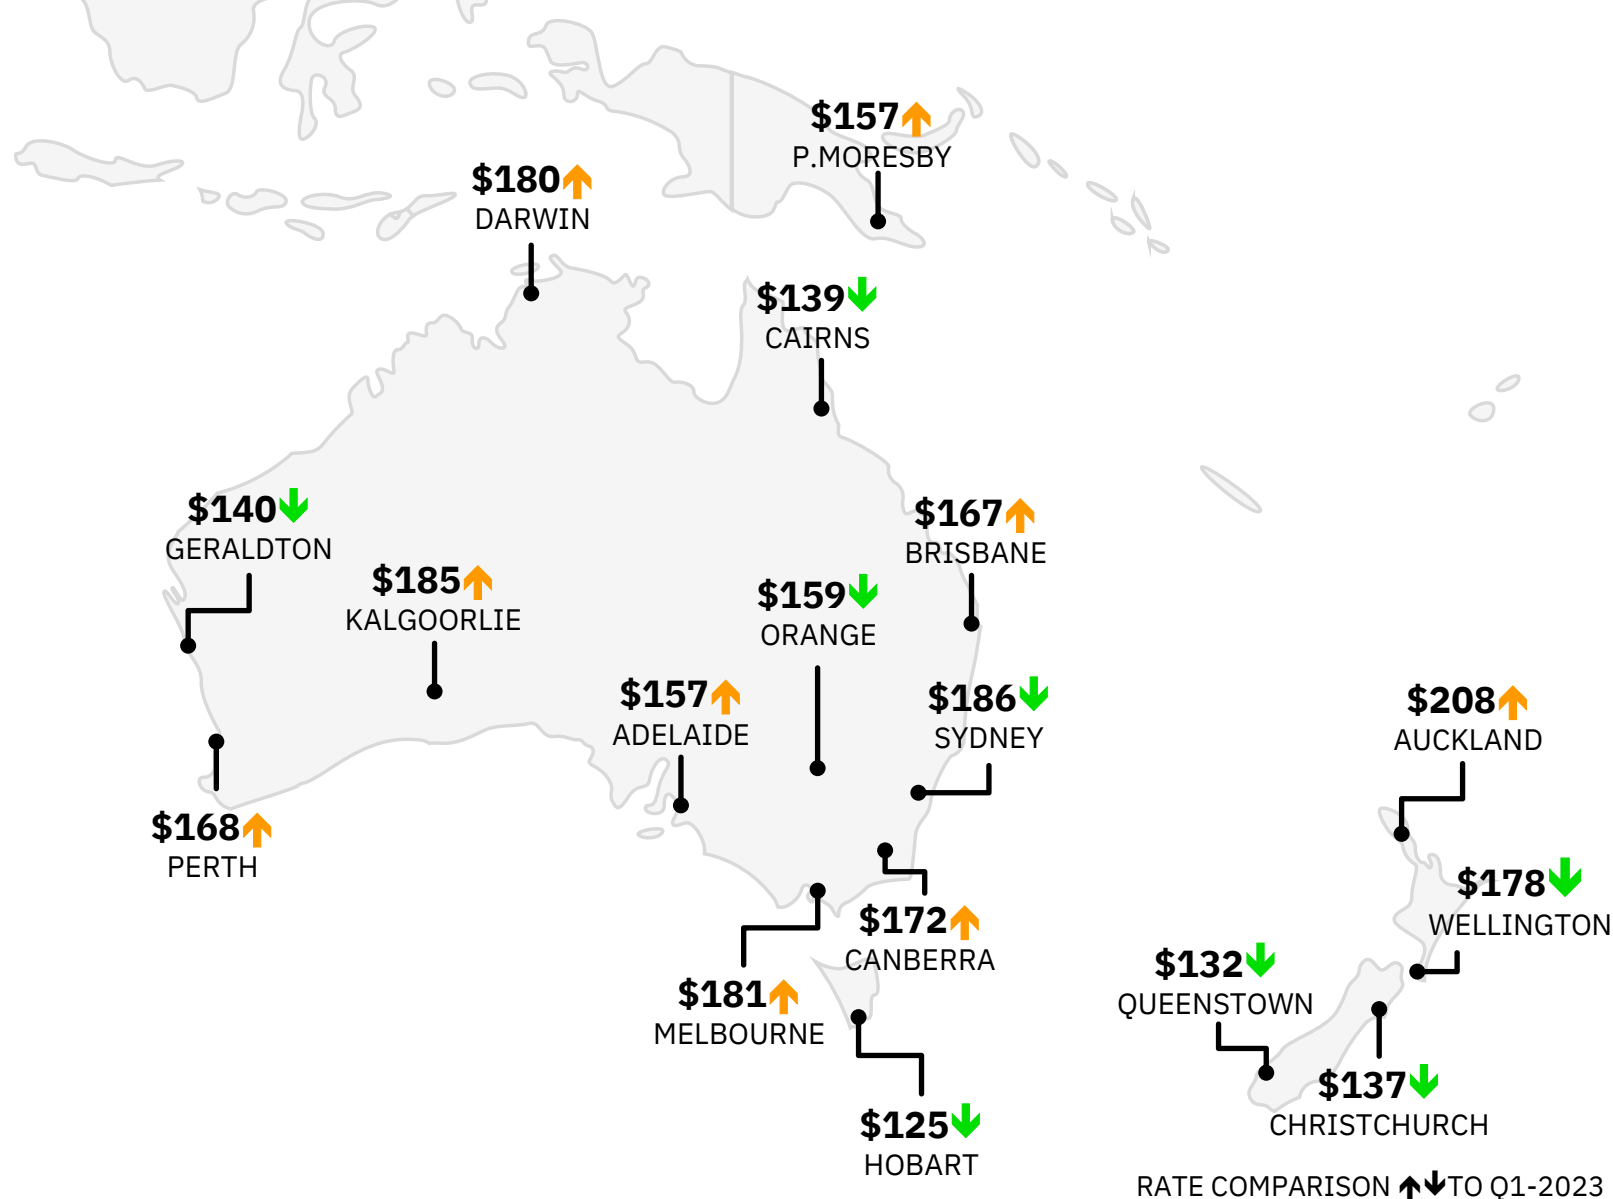 $157
P.MORESBY
$180
DARWIN
$139
CAIRNS
$140
GERALDTON
$167
BRISBANE
$185
KALGOORLIE
$159
ORANGE
$157
ADELAIDE
$186
SYDNEY
$208
AUCKLAND
$168
PERTH
$178
WELLINGTON
$172
CANBERRA
$132
QUEENSTOWN
$181
MELBOURNE
$137
CHRISTCHURCH
$125
HOBART
RATE COMPARISON ↑↓TO Q1-2023